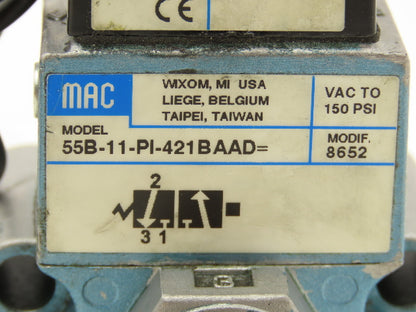 CE
MAC
WIXOM, MI USA
LIEGE, BELGIUM
TAIPEI, TAIWAN
VAC TO
150 PSI
MODEL
55B-11-PI-421BAAD=
MODIF.
8652
2
3 1
3